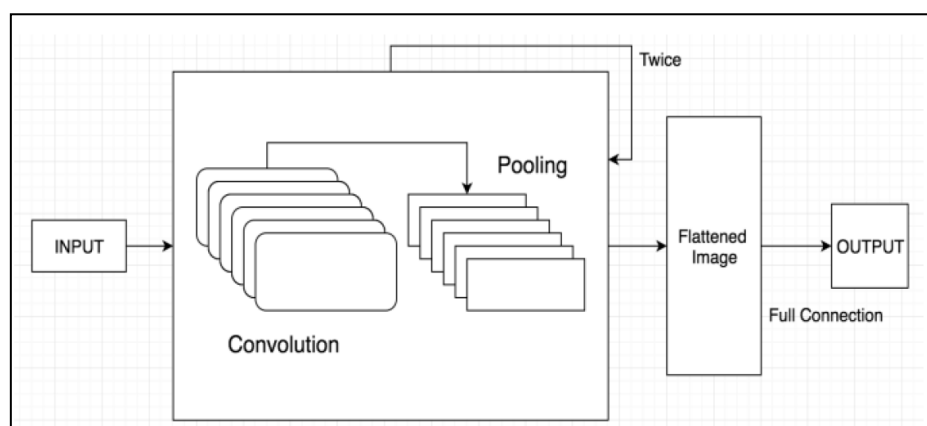 Twice
Pooling
INPUT
Convolution
Flattened
Image
OUTPUT
Full Connection